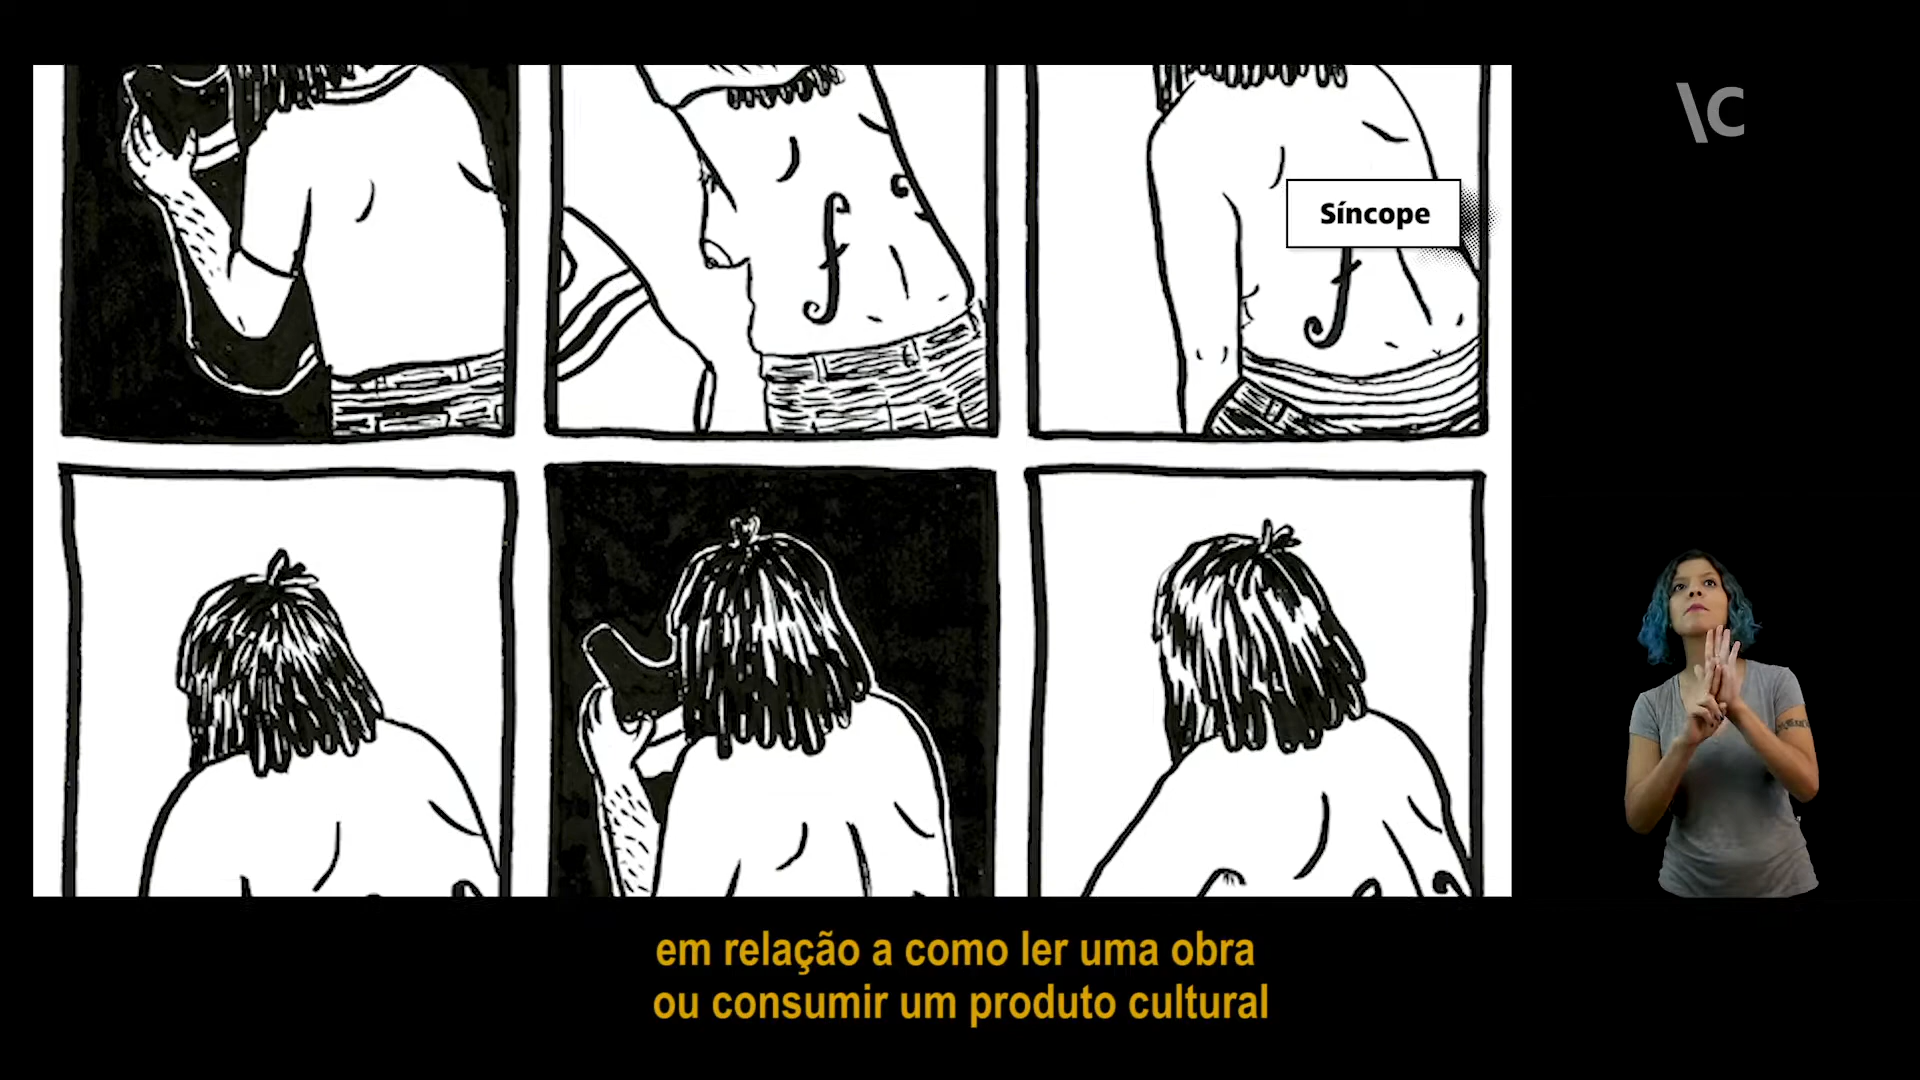 \C
Síncope
em relação a como ler uma obra
ou consumir um produto cultural